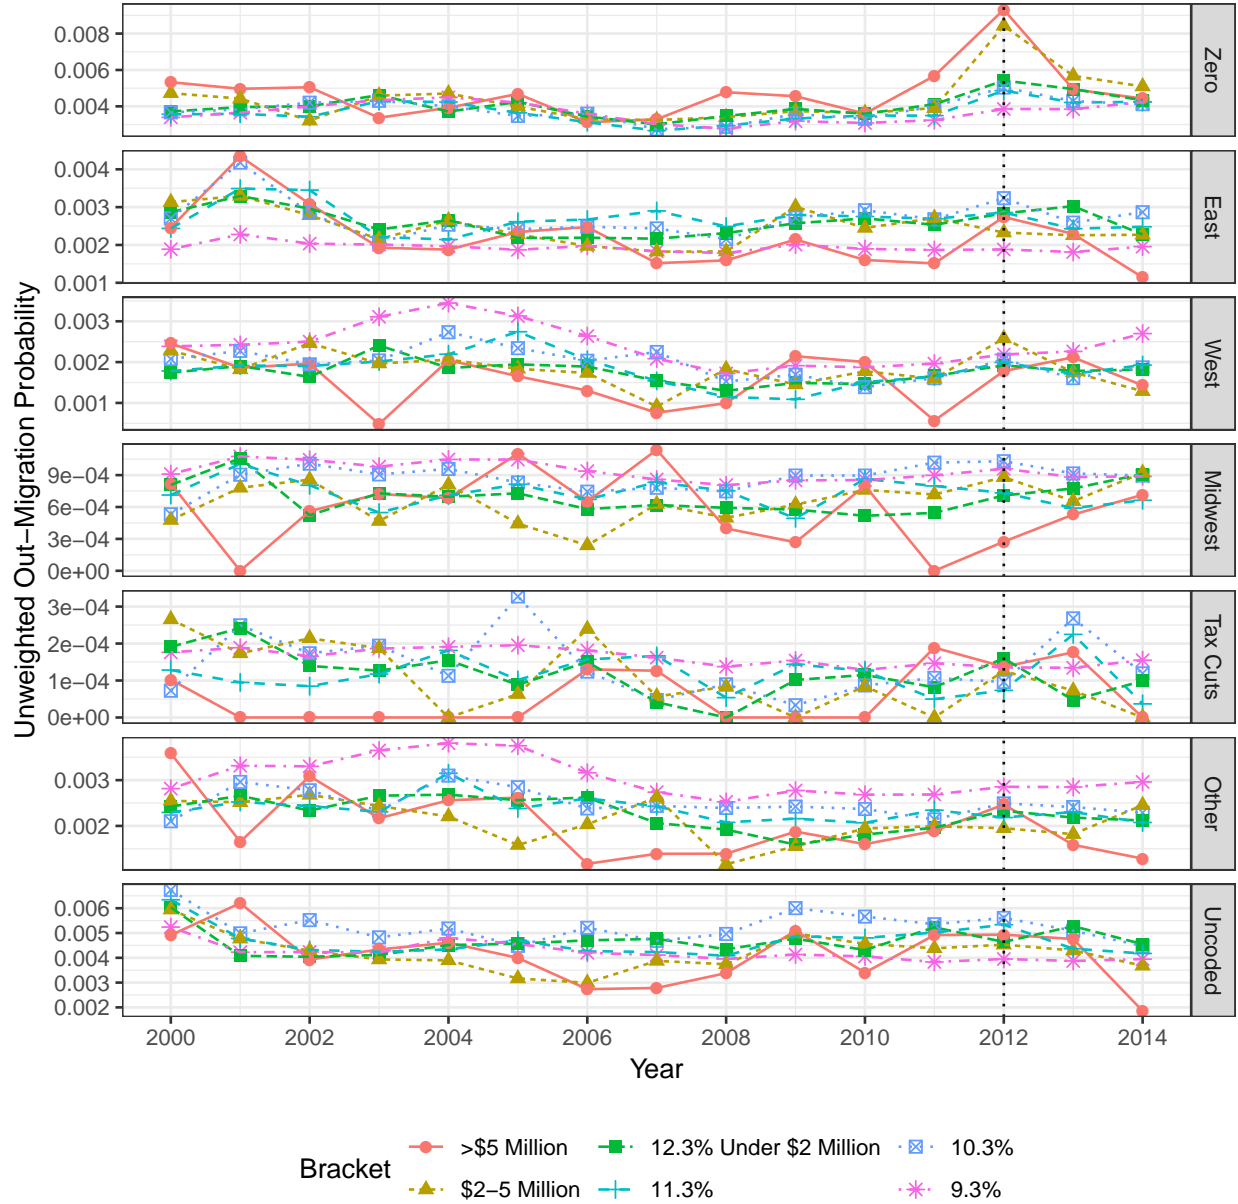 Unweighted Out−Migration Probability
0.008
0.006
0.004
Zero
0.004
0.003
0.002
0.001
East
0.003
0.002
0.001
West
9e−04
6e−04
3e−04
0e+00
Midwest
3e−04
2e−04
1e−04
0e+00
Tax Cuts
0.003
0.002
Other
0.006
0.005
0.004
0.003
0.002
Uncoded
2000 2002 2004 2006 2008 2010 2012 2014
Year
Bracket
>$5 Million 12.3% Under $2 Million 10.3%
$2−5 Million 11.3% 9.3%